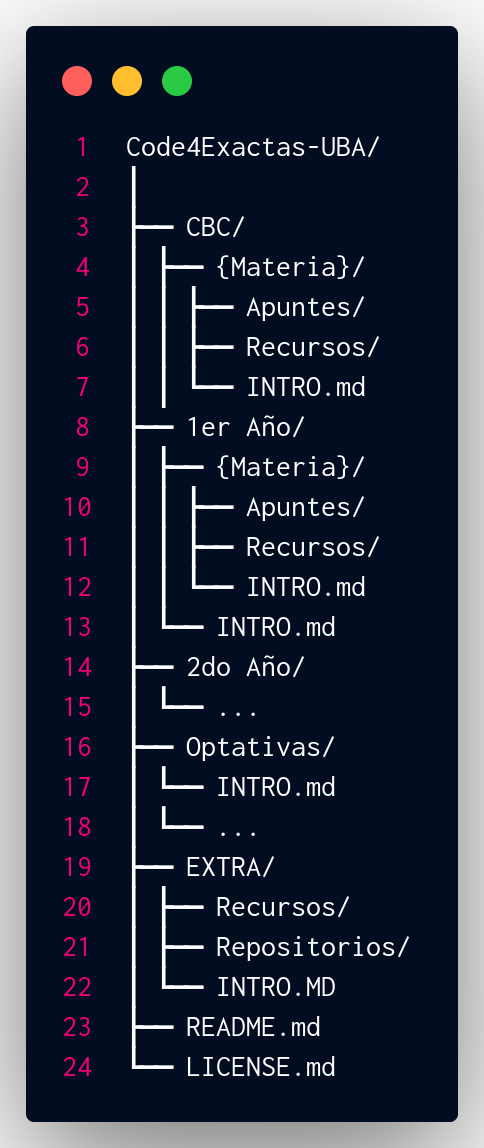 1 Code4Exactas-UBA/
2 │
3 ├── CBC/
4 │ ├── {Materia}/
5 │ │ ├── Apuntes/
6 │ │ ├── Recursos/
7 │ │ └── INTRO.md
8 ├── 1er Año/
9 │ ├── {Materia}/
10 │ │ ├── Apuntes/
11 │ │ ├── Recursos/
12 │ │ └── INTRO.md
13 │ └── INTRO.md
14 ├── 2do Año/
15 │ └── ...
16 ├── Optativas/
17 │ └── INTRO.md
18 │ └── ...
19 ├── EXTRA/
20 │ ├── Recursos/
21 │ ├── Repositorios/
22 │ └── INTRO.MD
23 ├── README.md
24 └── LICENSE.md